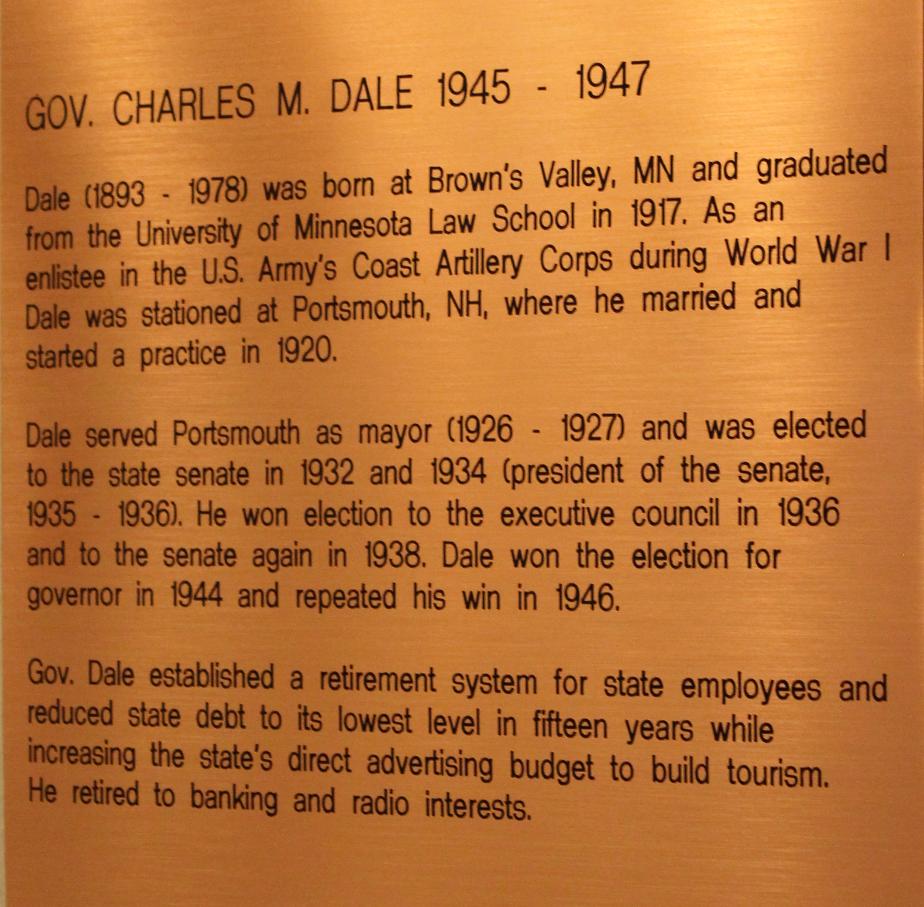 GOV. CHARLES M. DALE 1945 - 1947
Dale (1893 - 1978) was born at Brown's Valley, MN and graduated
from the University of Minnesota Law School in 1917. As an
enlistee in the U.S. Army's Coast Artillery Corps during World War I
Dale was stationed at Portsmouth, NH, where he married and
started a practice in 1920.
Dale served Portsmouth as mayor (1926 - 1927) and was elected
to the state senate in 1932 and 1934 (president of the senate,
1935 - 1936). He won election to the executive council in 1936
and to the senate again in 1938. Dale won the election for
governor in 1944 and repeated his win in 1946.
Gov. Dale established a retirement system for state employees and
reduced state debt to its lowest level in fifteen years while
increasing the state's direct advertising budget to build tourism.
He retired to banking and radio interests.